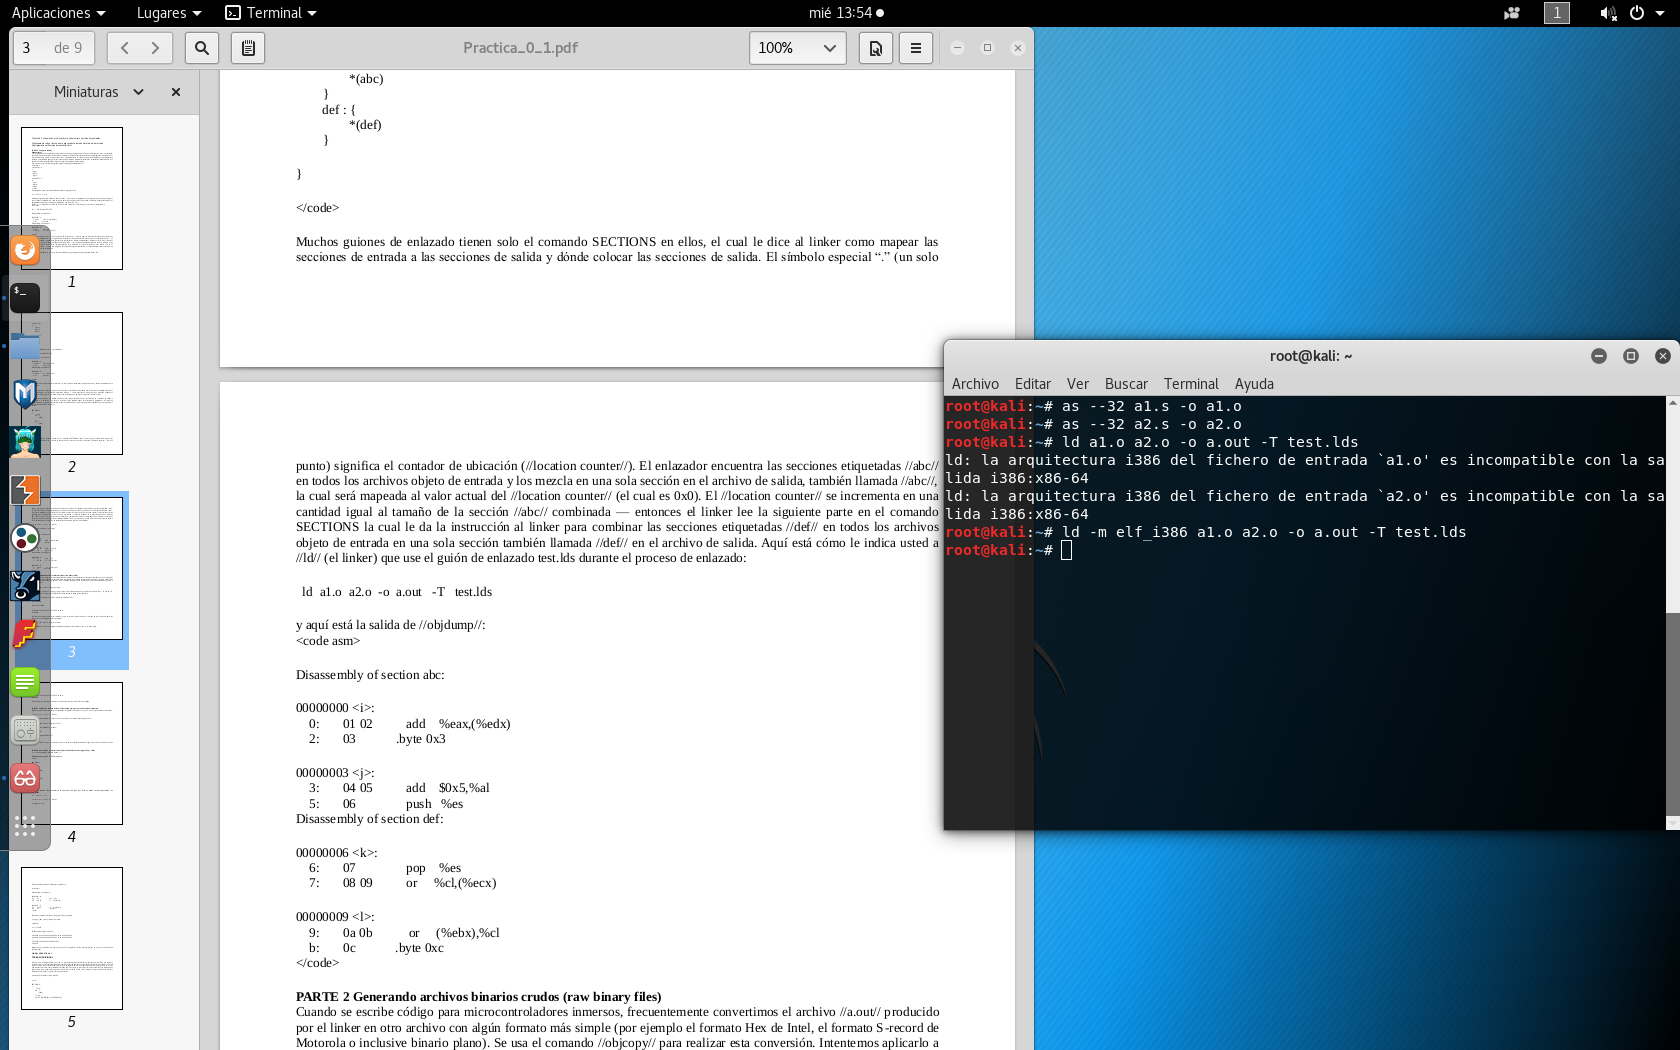 Aplicaciones Lugares Terminal mié 13:54 1
3 de 9 Practica_0_1.pdf 100%
Miniaturas
1
2
3
4
5
*(abc)
}
def : {
*(def)
}
}
</code>
Muchos guiones de enlazado tienen solo el comando SECTIONS en ellos, el cual le dice al linker como mapear las
secciones de entrada a las secciones de salida y dónde colocar las secciones de salida. El símbolo especial “.” (un solo
punto) significa el contador de ubicación (//location counter//). El enlazador encuentra las secciones etiquetadas //abc//
en todos los archivos objeto de entrada y los mezcla en una sola sección en el archivo de salida, también llamada //abc//,
la cual será mapeada al valor actual del //location counter// (el cual es 0x0). El //location counter// se incrementa en una
cantidad igual al tamaño de la sección //abc// combinada — entonces el linker lee la siguiente parte en el comando
SECTIONS la cual le da la instrucción al linker para combinar las secciones etiquetadas //def// en todos los archivos
objeto de entrada en una sola sección también llamada //def// en el archivo de salida. Aquí está cómo le indica usted a
//ld// (el linker) que use el guión de enlazado test.lds durante el proceso de enlazado:
ld a1.o a2.o -o a.out -T test.lds
y aquí está la salida de //objdump//:
<code asm>
Disassembly of section abc:
00000000 <i>:
0: 01 02 add %eax,(%edx)
2: 03 .byte 0x3
00000003 <j>:
3: 04 05 add $0x5,%al
5: 06 push %es
Disassembly of section def:
00000006 <k>:
6: 07 pop %es
7: 08 09 or %cl,(%ecx)
00000009 <l>:
9: 0a 0b or (%ebx),%cl
b: 0c .byte 0xc
</code>
PARTE 2 Generando archivos binarios crudos (raw binary files)
Cuando se escribe código para microcontroladores inmersos, frecuentemente convertimos el archivo //a.out// producido
por el linker en otro archivo con algún formato más simple (por ejemplo el formato Hex de Intel, el formato S-record de
Motorola o inclusive binario plano). Se usa el comando //objcopy// para realizar esta conversión. Intentemos aplicarlo a
root@kali: ~
Archivo Editar Ver Buscar Terminal Ayuda
root@kali:~# as --32 a1.s -o a1.o
root@kali:~# as --32 a2.s -o a2.o
root@kali:~# ld a1.o a2.o -o a.out -T test.lds
ld: la arquitectura i386 del fichero de entrada `a1.o' es incompatible con la sa
lida i386:x86-64
ld: la arquitectura i386 del fichero de entrada `a2.o' es incompatible con la sa
lida i386:x86-64
root@kali:~# ld -m elf_i386 a1.o a2.o -o a.out -T test.lds
root@kali:~#